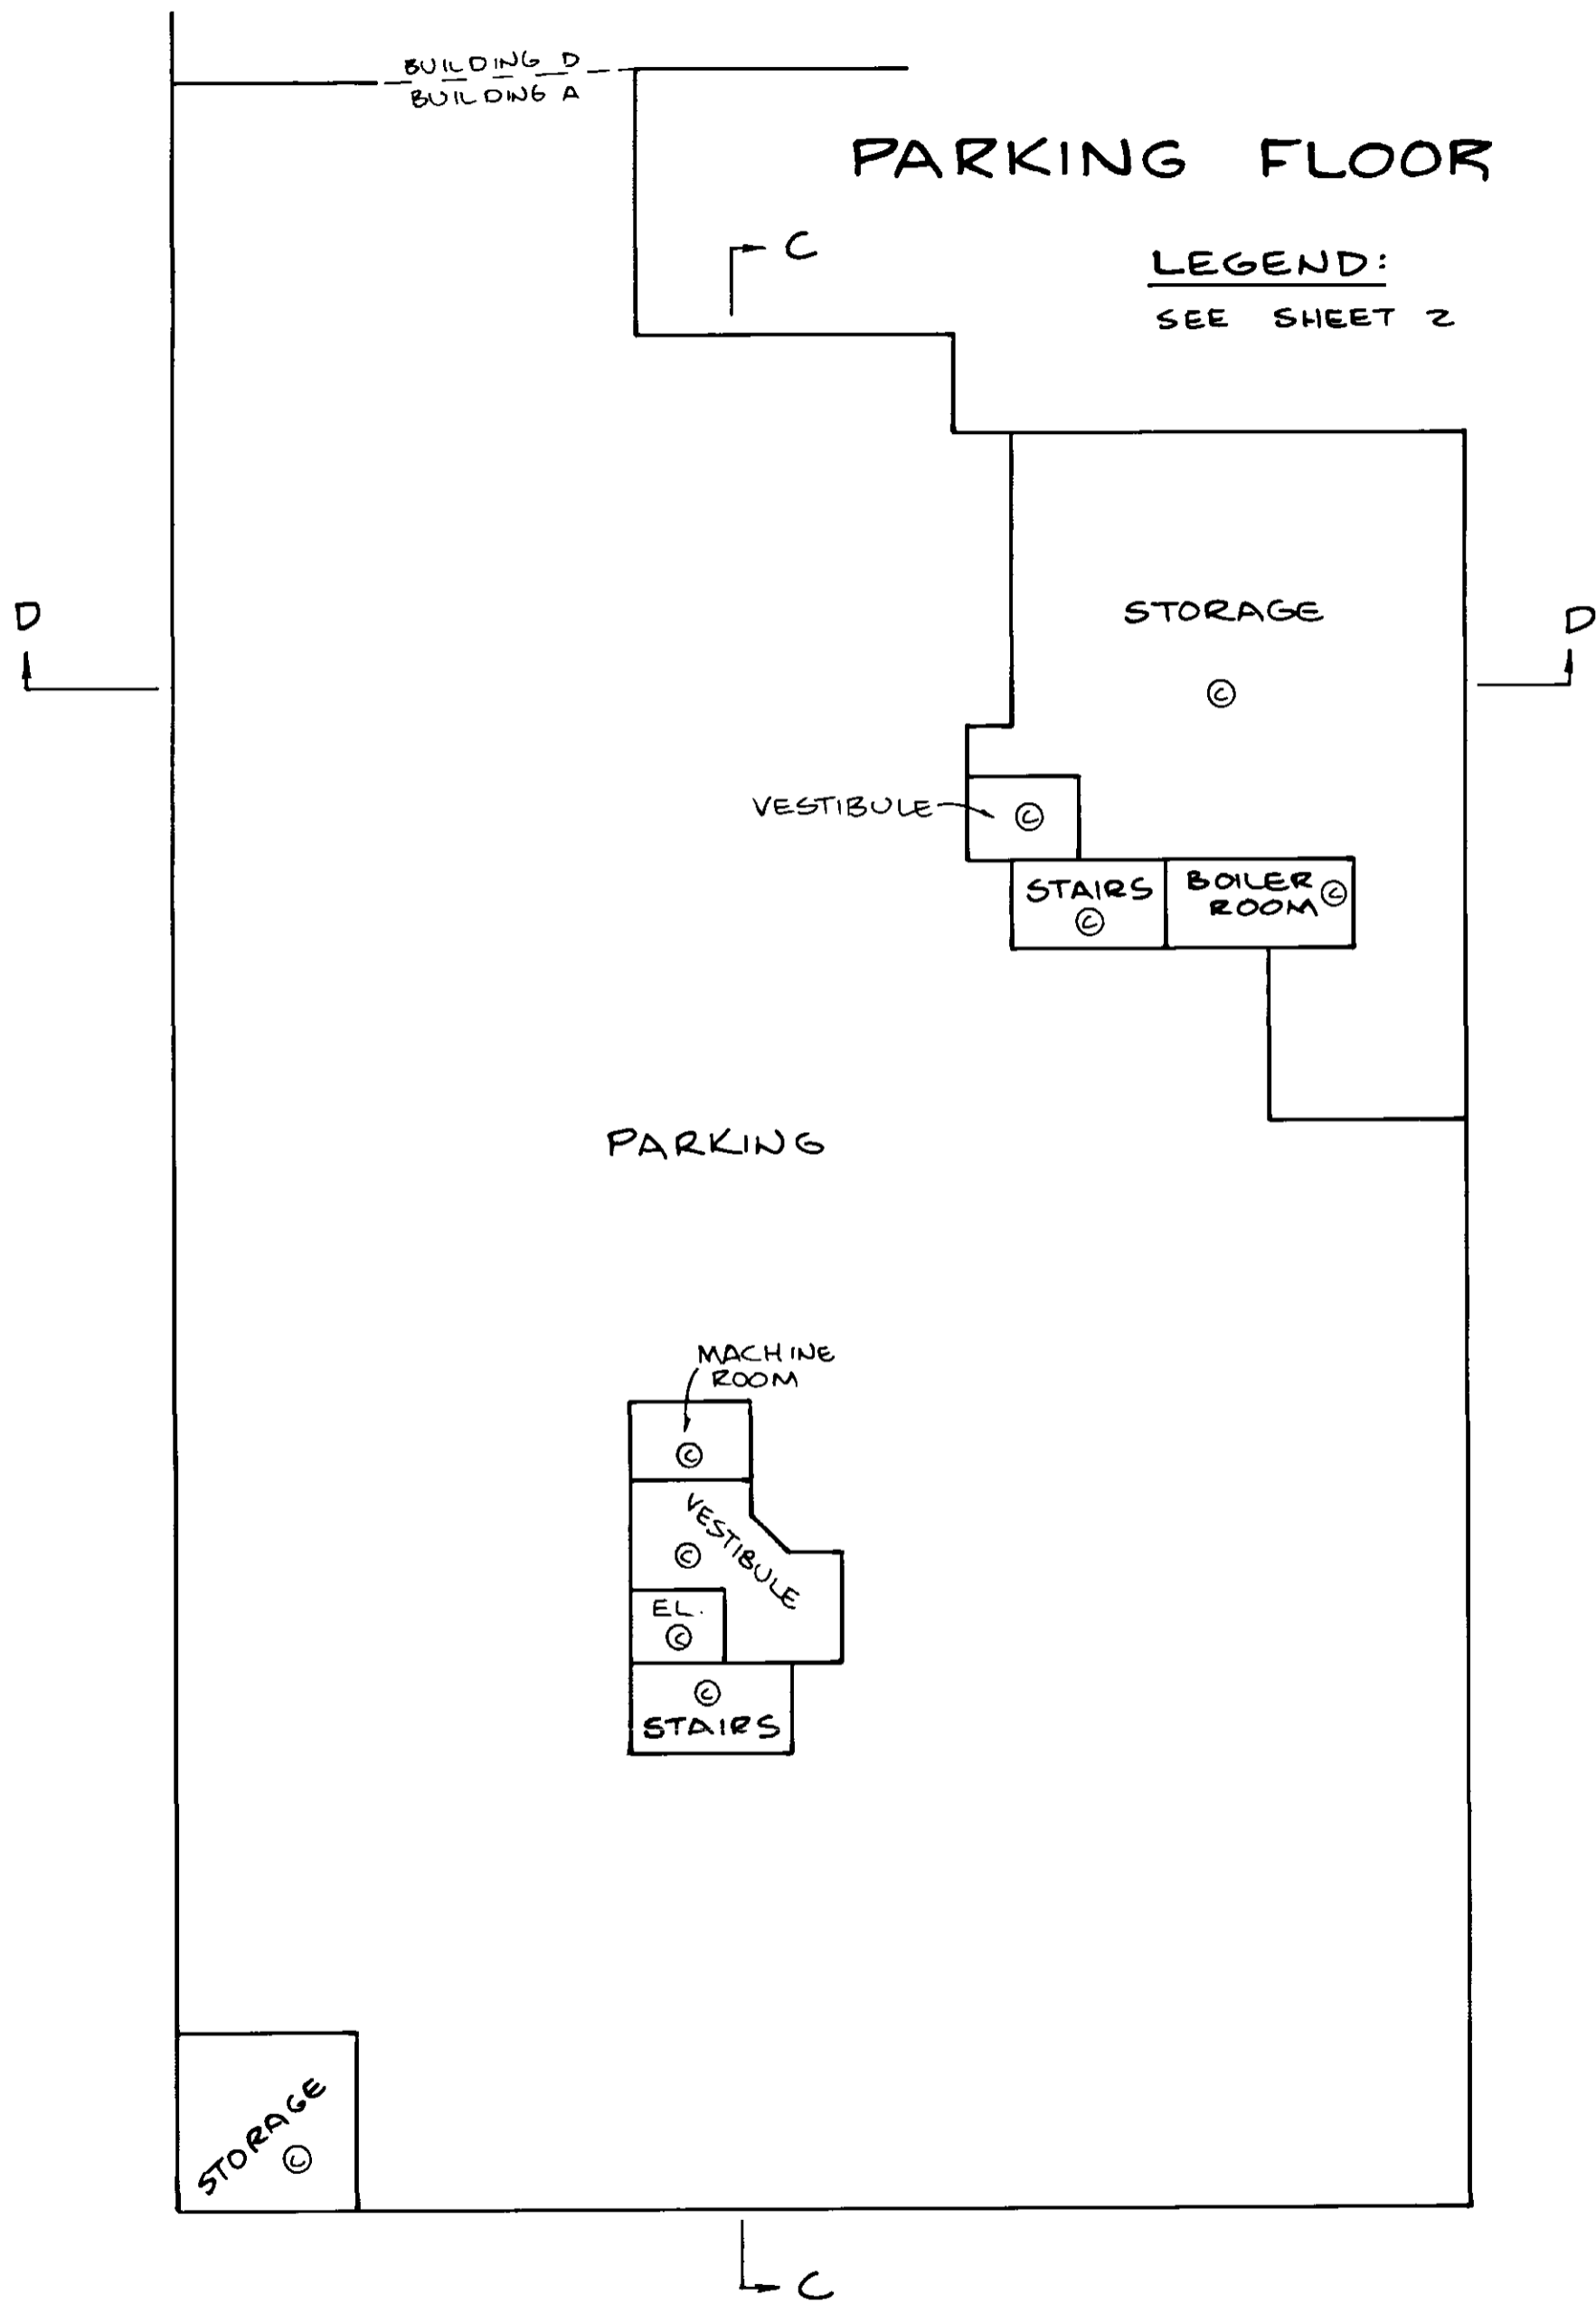 BUILDING D
BUILDING A
PARKING FLOOR
C
LEGEND:
SEE SHEET 2
D
D
STORAGE
©
VESTIBULE
©
STAIRS
©
BOILER
ROOM
©
PARKING
MACHINE
ROOM
©
VESTIBULE
©
EL.
©
©
STAIRS
STORAGE
©
C